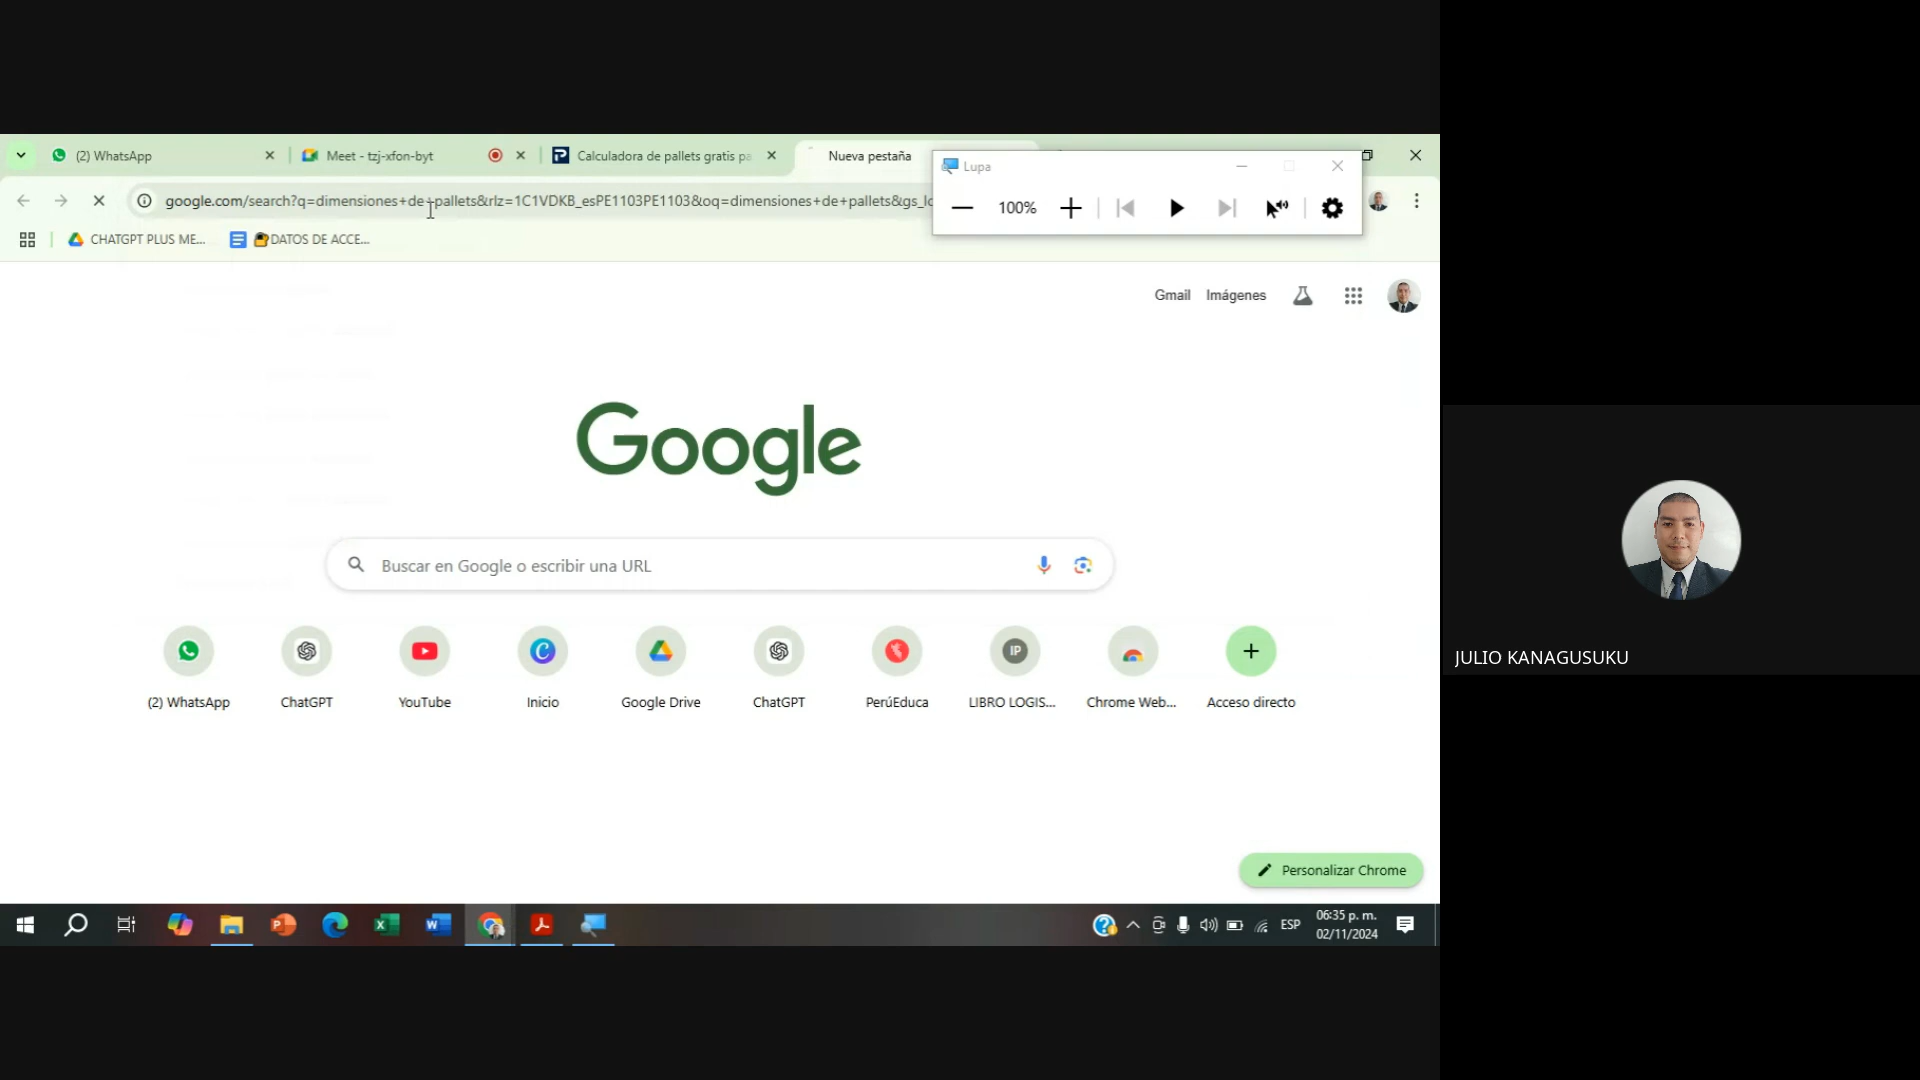 (2) WhatsApp
Meet - tzj-xfon-byt
Calculadora de pallets gratis pa
Nueva pestaña
Lupa
google.com/search?q=dimensiones+de+pallets&rlz=1C1VDKB_esPE1103PE1103&oq=dimensiones+de+pallets&gs_lc
100%
CHATGPT PLUS ME...
DATOS DE ACCE...
Gmail
Imágenes
Google
Buscar en Google o escribir una URL
(2) WhatsApp
ChatGPT
YouTube
Inicio
Google Drive
ChatGPT
PerúEduca
IP
LIBRO LOGIS...
Chrome Web...
Acceso directo
Personalizar Chrome
ESP
06:35 p. m.
02/11/2024
JULIO KANAGUSUKU